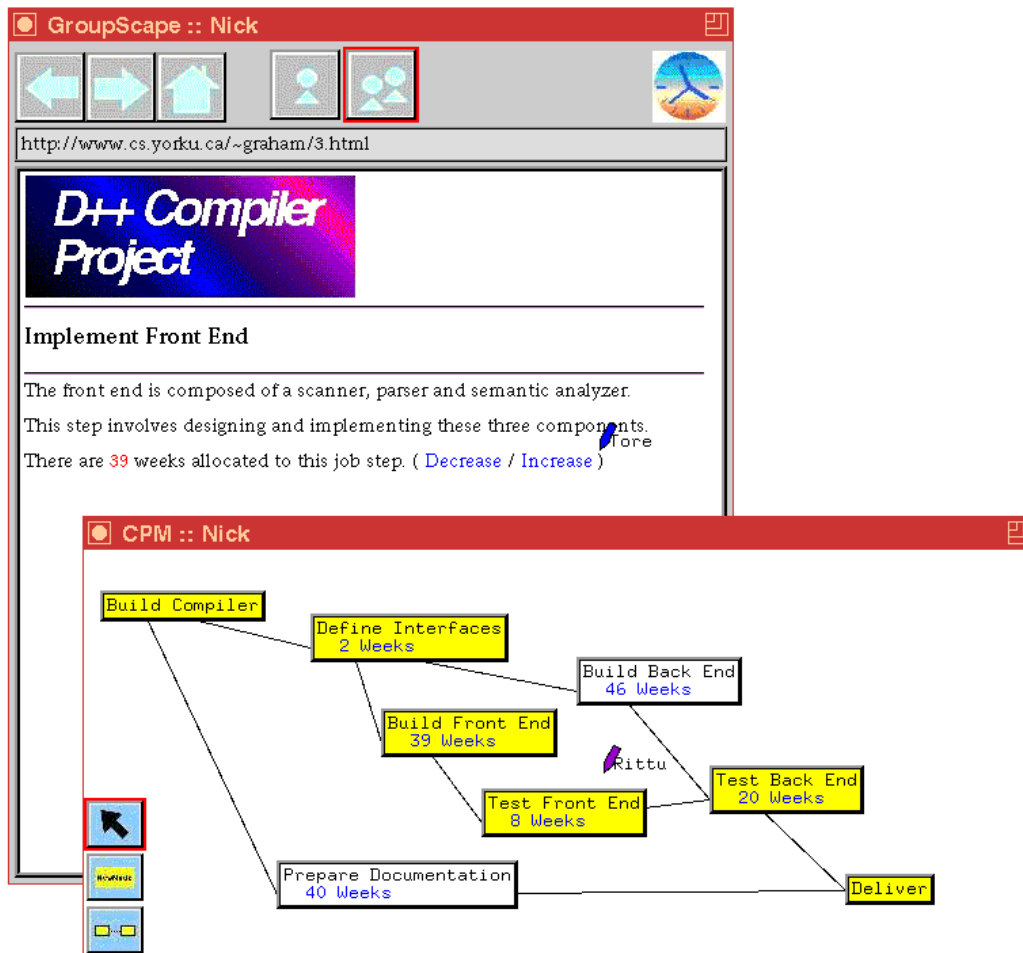 GroupScape :: Nick
http://www.cs.yorku.ca/~graham/3.html
D++ Compiler
Project
Implement Front End
The front end is composed of a scanner, parser and semantic analyzer.
This step involves designing and implementing these three components.
Tore
There are 39 weeks allocated to this job step. ( Decrease / Increase )
CPM :: Nick
Build Compiler
Define Interfaces
2 Weeks
Build Back End
46 Weeks
Build Front End
39 Weeks
Rittu
Test Back End
20 Weeks
Test Front End
8 Weeks
Prepare Documentation
40 Weeks
NewNode
Deliver